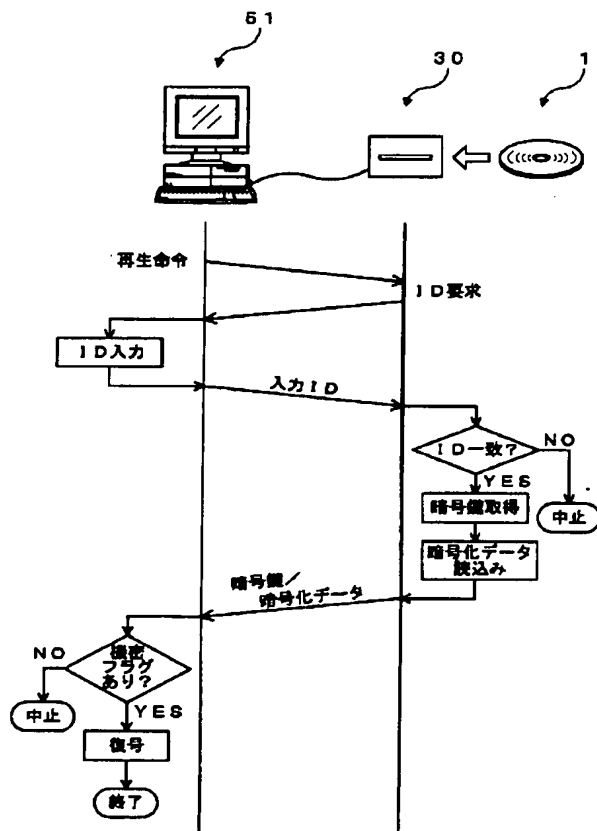 51
30
1
再生命令
ID要求
ID入力
入力ID
ID一致?
NO
YES
暗号鍵取得
中止
暗号化データ
読込み
暗号鍵/
暗号化データ
機密
フラグ
あり?
NO
中止
YES
復号
終了